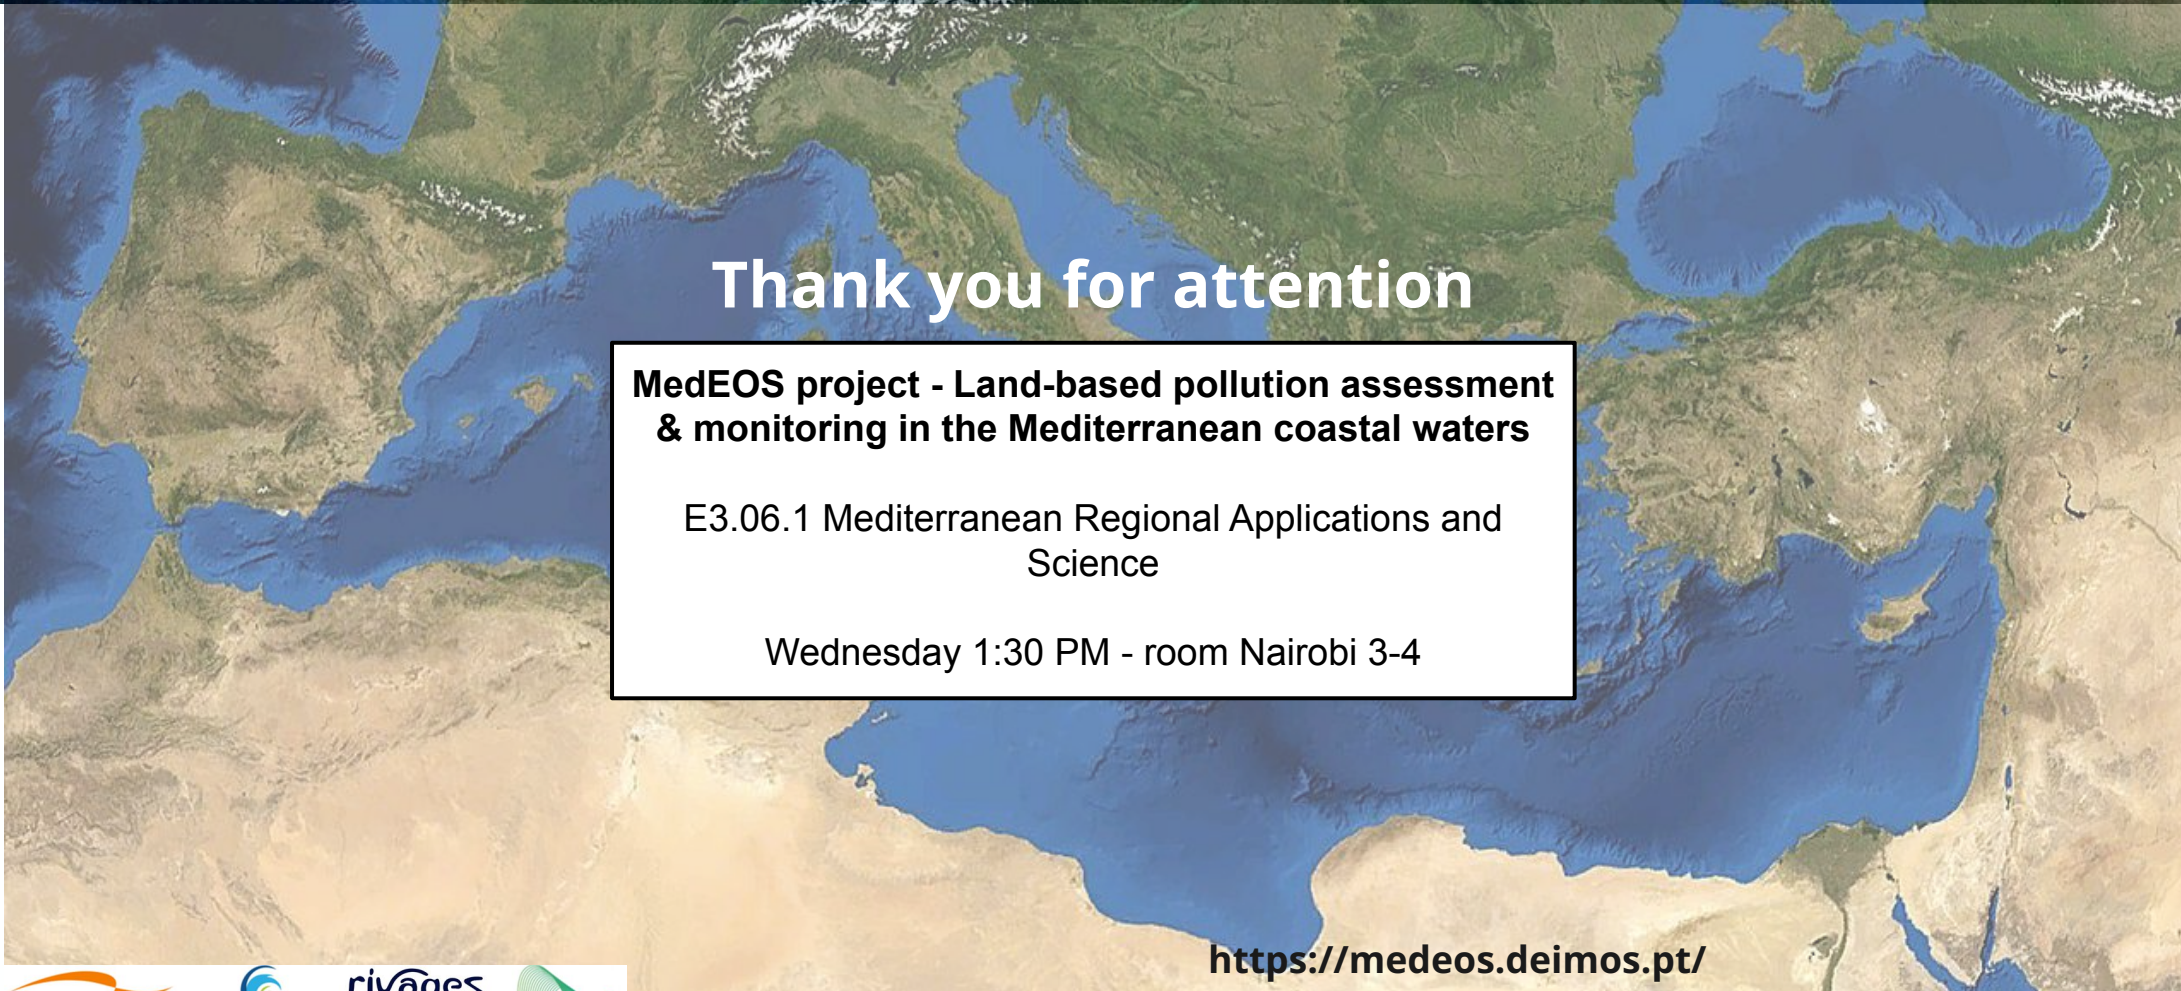 Thank you for attention
MedEOS project - Land-based pollution assessment
& monitoring in the Mediterranean coastal waters
E3.06.1 Mediterranean Regional Applications and
Science
Wednesday 1:30 PM - room Nairobi 3-4
https://medeos.deimos.pt/
rivages